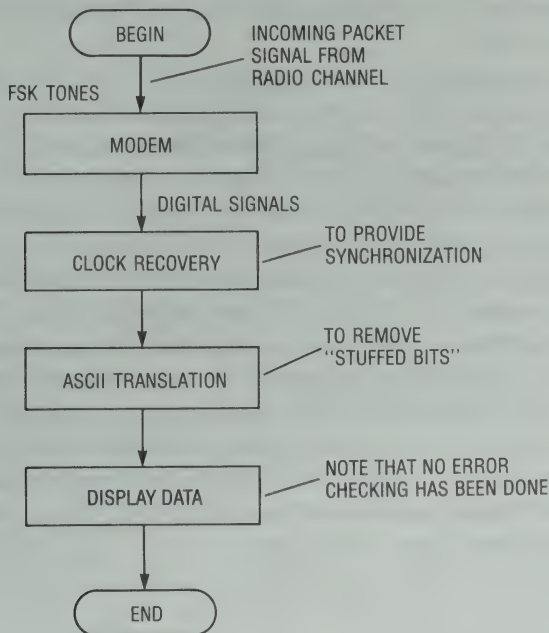 BEGIN
INCOMING PACKET
SIGNAL FROM
RADIO CHANNEL
FSK TONES
MODEM
DIGITAL SIGNALS
CLOCK RECOVERY
TO PROVIDE
SYNCHRONIZATION
ASCII TRANSLATION
TO REMOVE
"STUFFED BITS"
DISPLAY DATA
NOTE THAT NO ERROR
CHECKING HAS BEEN DONE
END